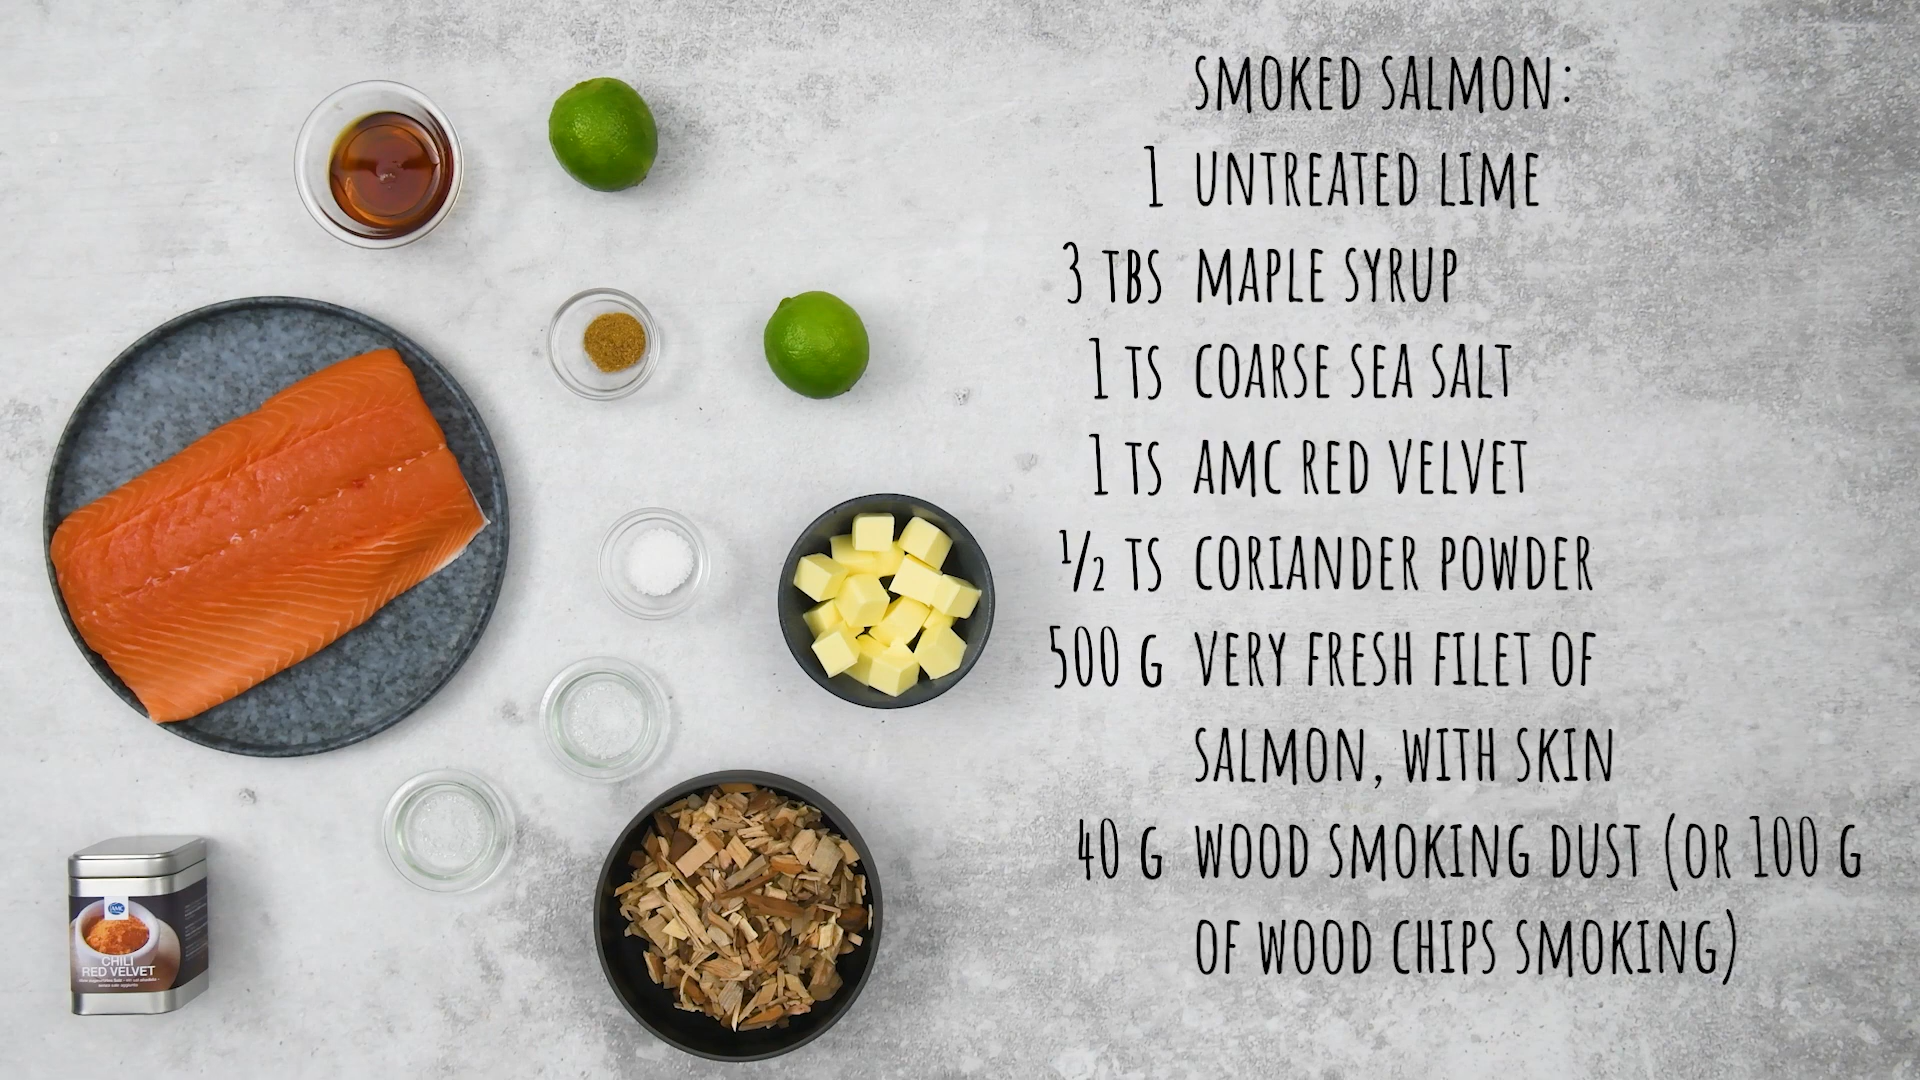 SMOKED SALMON:
1 UNTREATED LIME
3 TBS MAPLE SYRUP
1 TS COARSE SEA SALT
1 TS AMC RED VELVET
½ TS CORIANDER POWDER
500 G VERY FRESH FILET OF
SALMON, WITH SKIN
40 G WOOD SMOKING DUST (OR 100 G
OF WOOD CHIPS SMOKING)
AMC
CHILI
RED VELVET